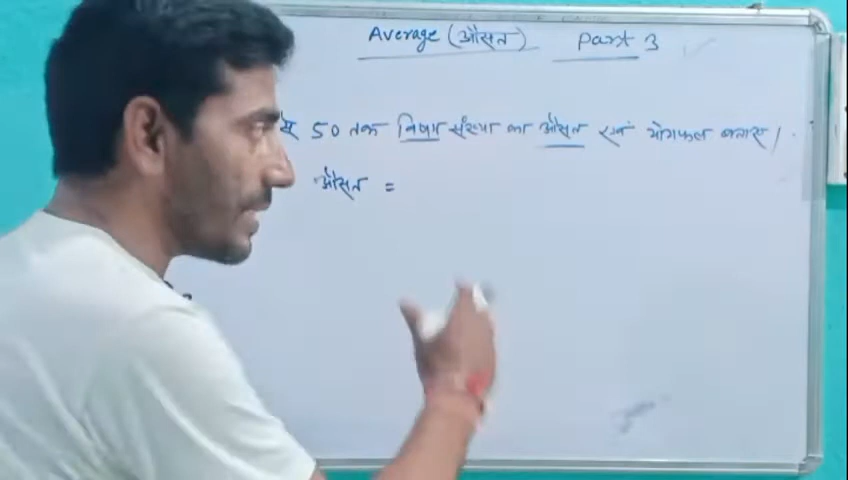 Average (औसत) Part 3
से 50 तक विषम संख्या का औसत एवं योगफल बताए।
औसत =